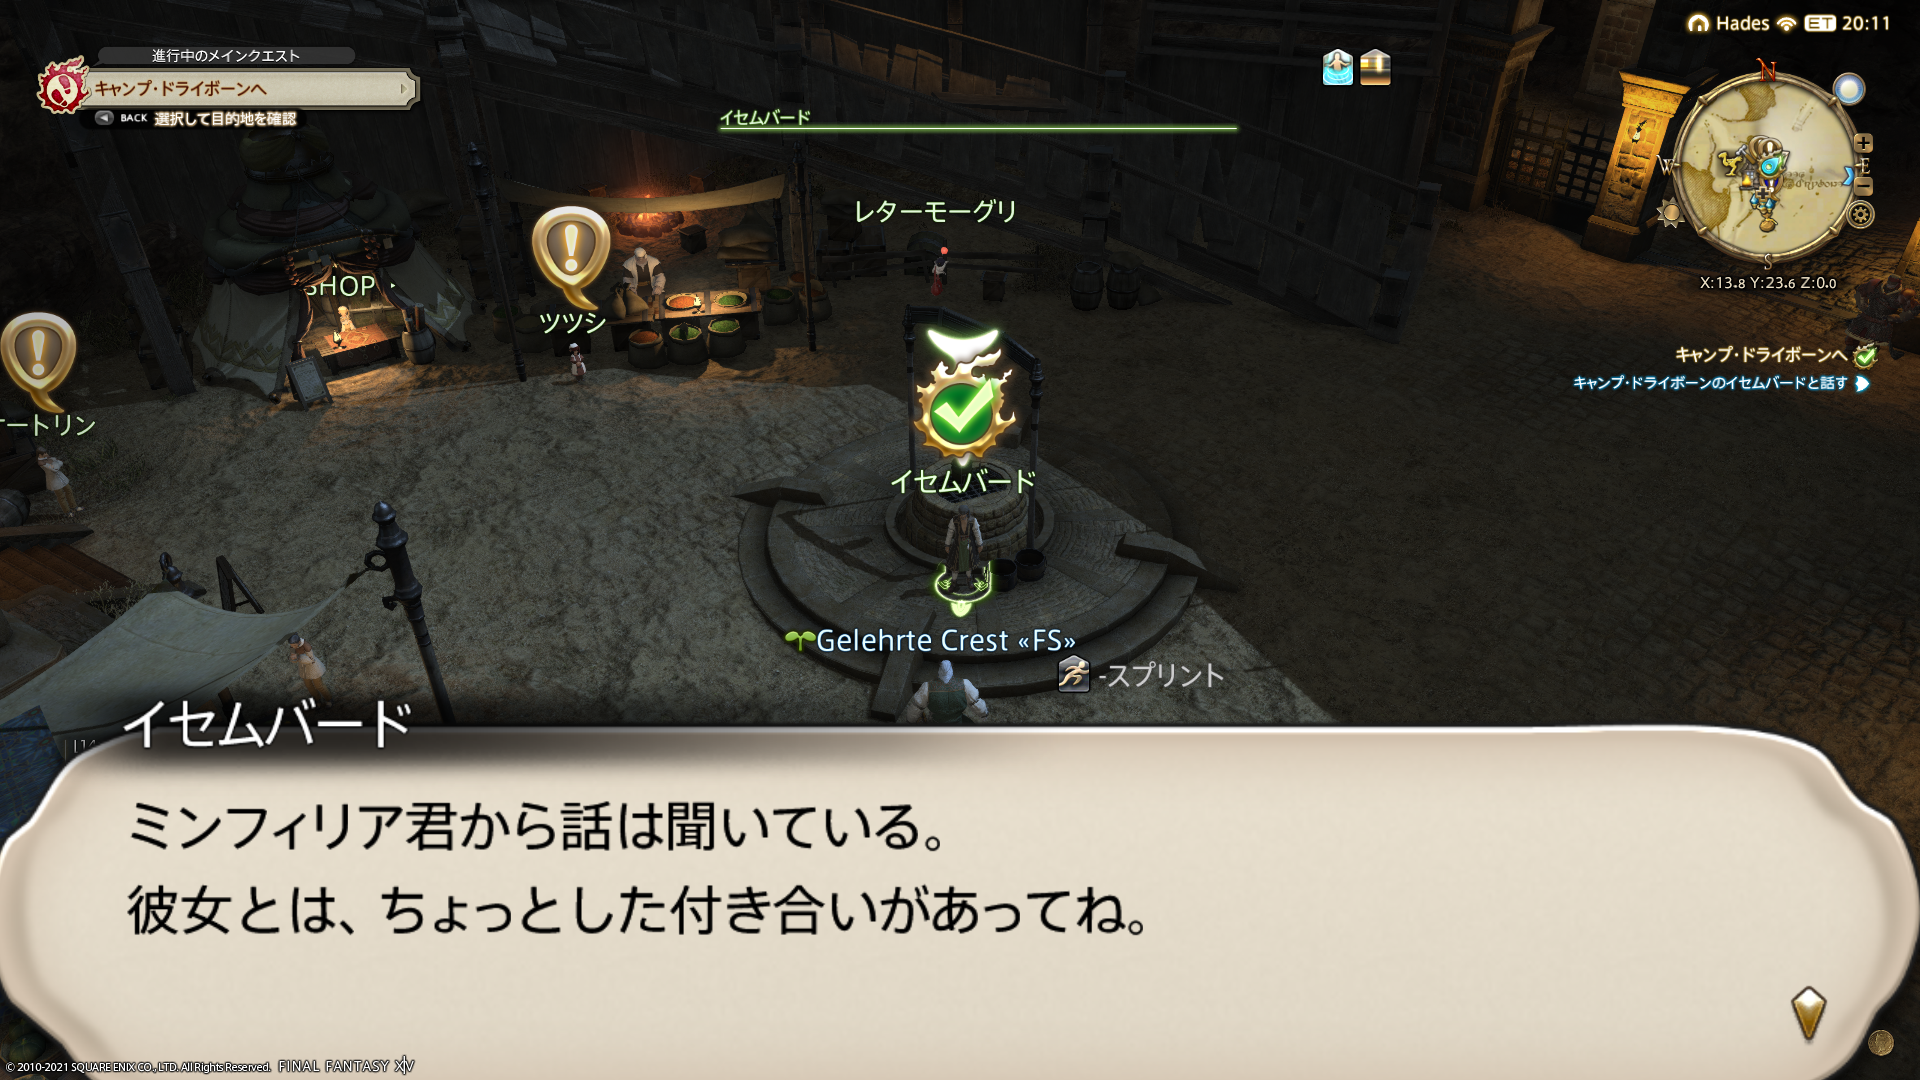 Hades ET 20:11
進行中のメインクエスト
キャンプ・ドライボーンへ
BACK 選択して目的地を確認
イセムバード
N
W
E
S
X:13.8 Y:23.6 Z:0.0
レターモーグリ
SHOP
ツツシ
ートリン
キャンプ・ドライボーンへ
キャンプ・ドライボーンのイセムバードと話す
イセムバード
Gelehrte Crest «FS»
-スプリント
イセムバード
ミンフィリア君から話は聞いている。
彼女とは、ちょっとした付き合いがあってね。
© 2010-2021 SQUARE ENIX CO., LTD. All Rights Reserved. FINAL FANTASY XIV